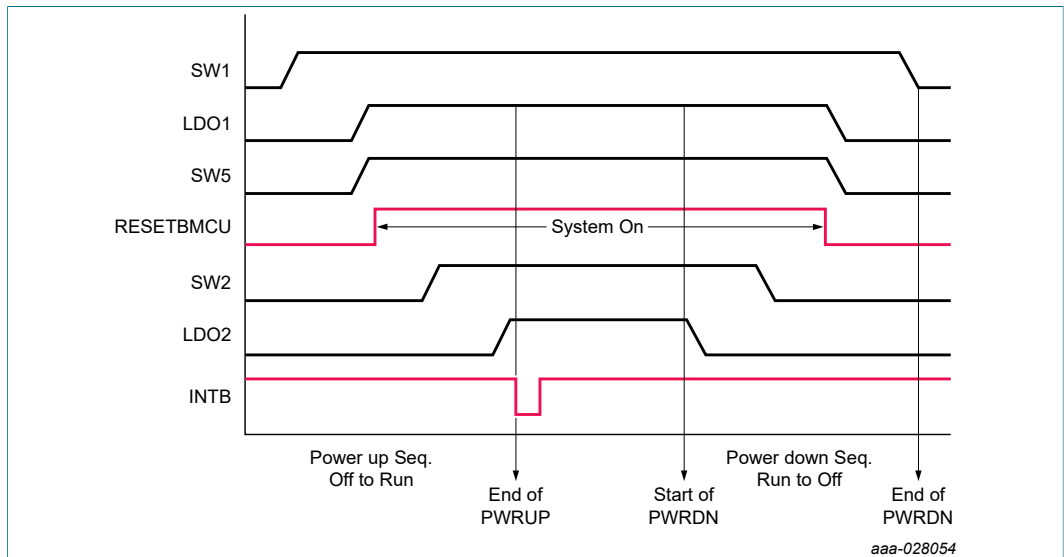 SW1
LDO1
SW5
RESETBMCU
System On
SW2
LDO2
INTB
Power up Seq.
Off to Run
End of
PWRUP
Start of
PWRDN
Power down Seq.
Run to Off
End of
PWRDN
aaa-028054